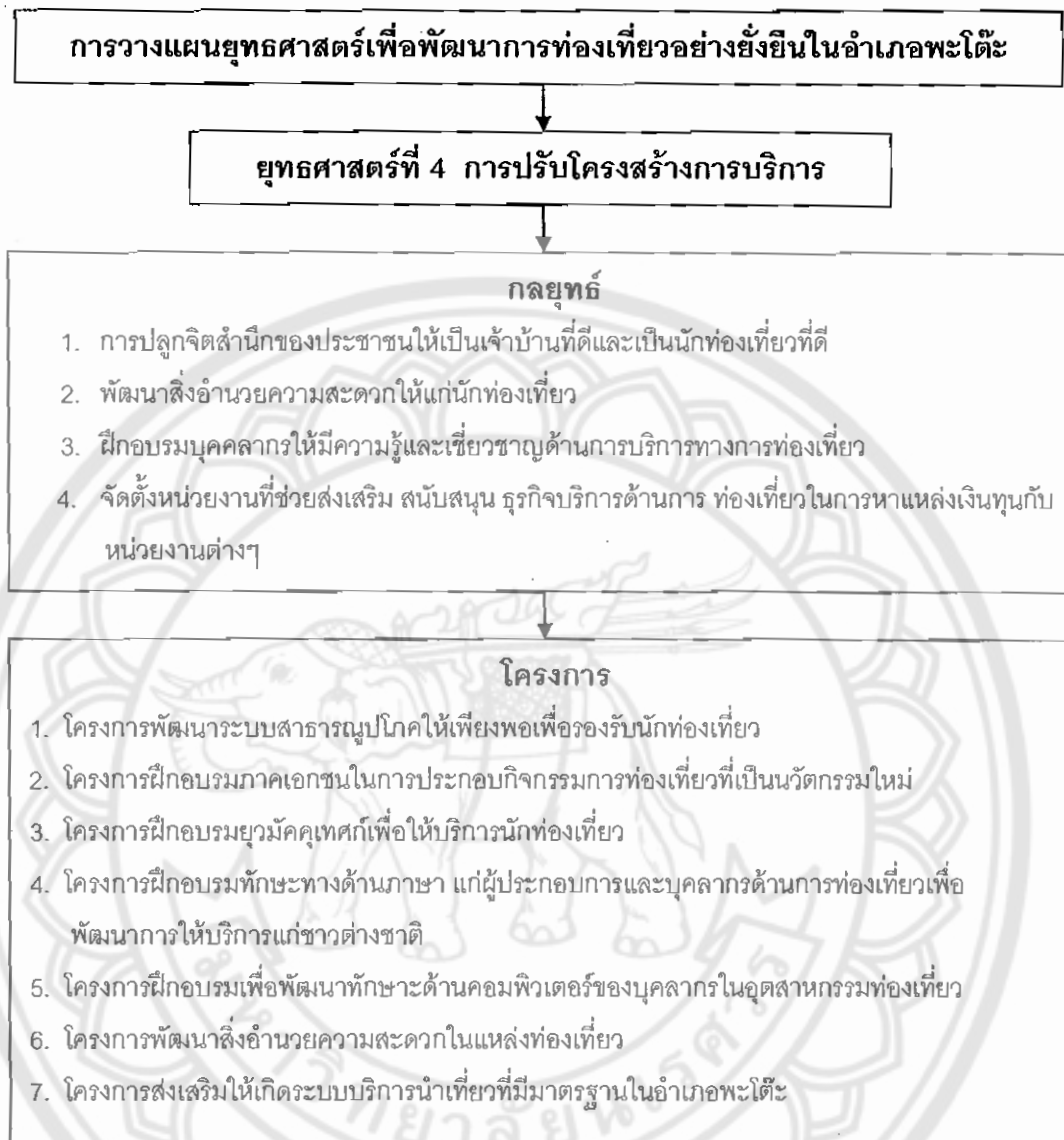 การวางแผนยุทธศาสตร์เพื่อพัฒนาการท่องเที่ยวอย่างยั่งยืนในอำเภอพะโต๊ะ
ยุทธศาสตร์ที่ 4 การปรับโครงสร้างการบริการ
กลยุทธ์
1. การปลูกจิตสำนึกของประชาชนให้เป็นเจ้าบ้านที่ดีและเป็นนักท่องเที่ยวที่ดี
2. พัฒนาสิ่งอำนวยความสะดวกให้แก่นักท่องเที่ยว
3. ฝึกอบรมบุคคลากรให้มีความรู้และเชี่ยวชาญด้านการบริการทางการท่องเที่ยว
4. จัดตั้งหน่วยงานที่ช่วยส่งเสริม สนับสนุน ธุรกิจบริการด้านการ ท่องเที่ยวในการหาแหล่งเงินทุนกับ
หน่วยงานต่างๆ
โครงการ
1. โครงการพัฒนาระบบสาธารณูปโภคให้เพียงพอเพื่อรองรับนักท่องเที่ยว
2. โครงการฝึกอบรมภาคเอกชนในการประกอบกิจกรรมการท่องเที่ยวที่เป็นนวัตกรรมใหม่
3. โครงการฝึกอบรมยุวมัคคุเทศก์เพื่อให้บริการนักท่องเที่ยว
4. โครงการฝึกอบรมทักษะทางด้านภาษา แก่ผู้ประกอบการและบุคลากรด้านการท่องเที่ยวเพื่อ
พัฒนาการให้บริการแก่ชาวต่างชาติ
5. โครงการฝึกอบรมเพื่อพัฒนาทักษาะด้านคอมพิวเตอร์ของบุคลากรในอุตสาหกรรมท่องเที่ยว
6. โครงการพัฒนาสิ่งอำนวยความสะดวกในแหล่งท่องเที่ยว
7. โครงการส่งเสริมให้เกิดระบบบริการนำเที่ยวที่มีมาตรฐานในอำเภอพะโต๊ะ